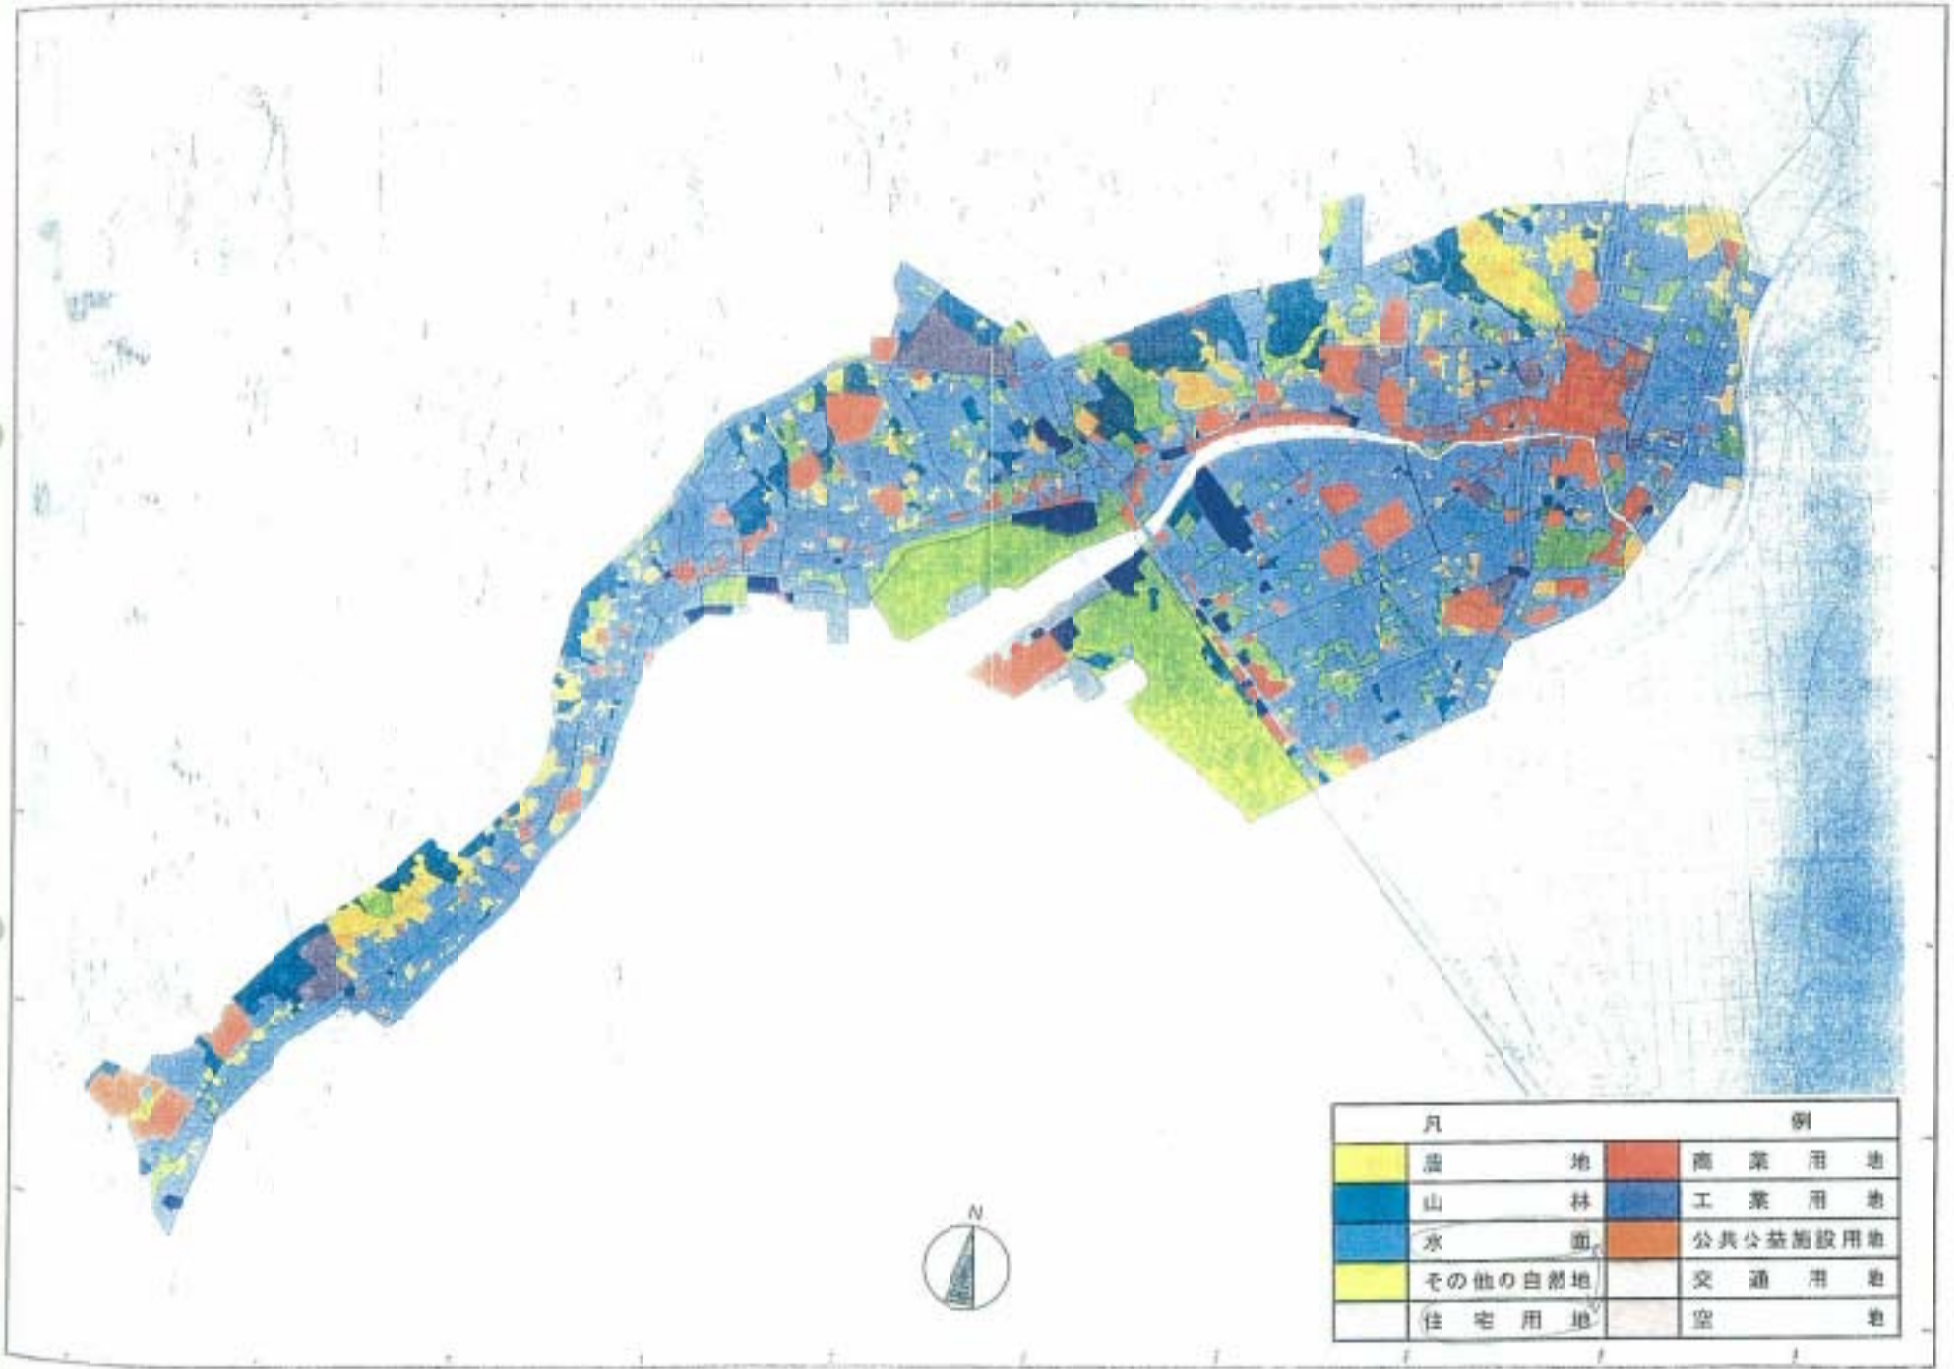 N
凡例
農地
山林
水面
その他の自然地
住宅用地
商業用地
工業用地
公共公益施設用地
交通用地
空地